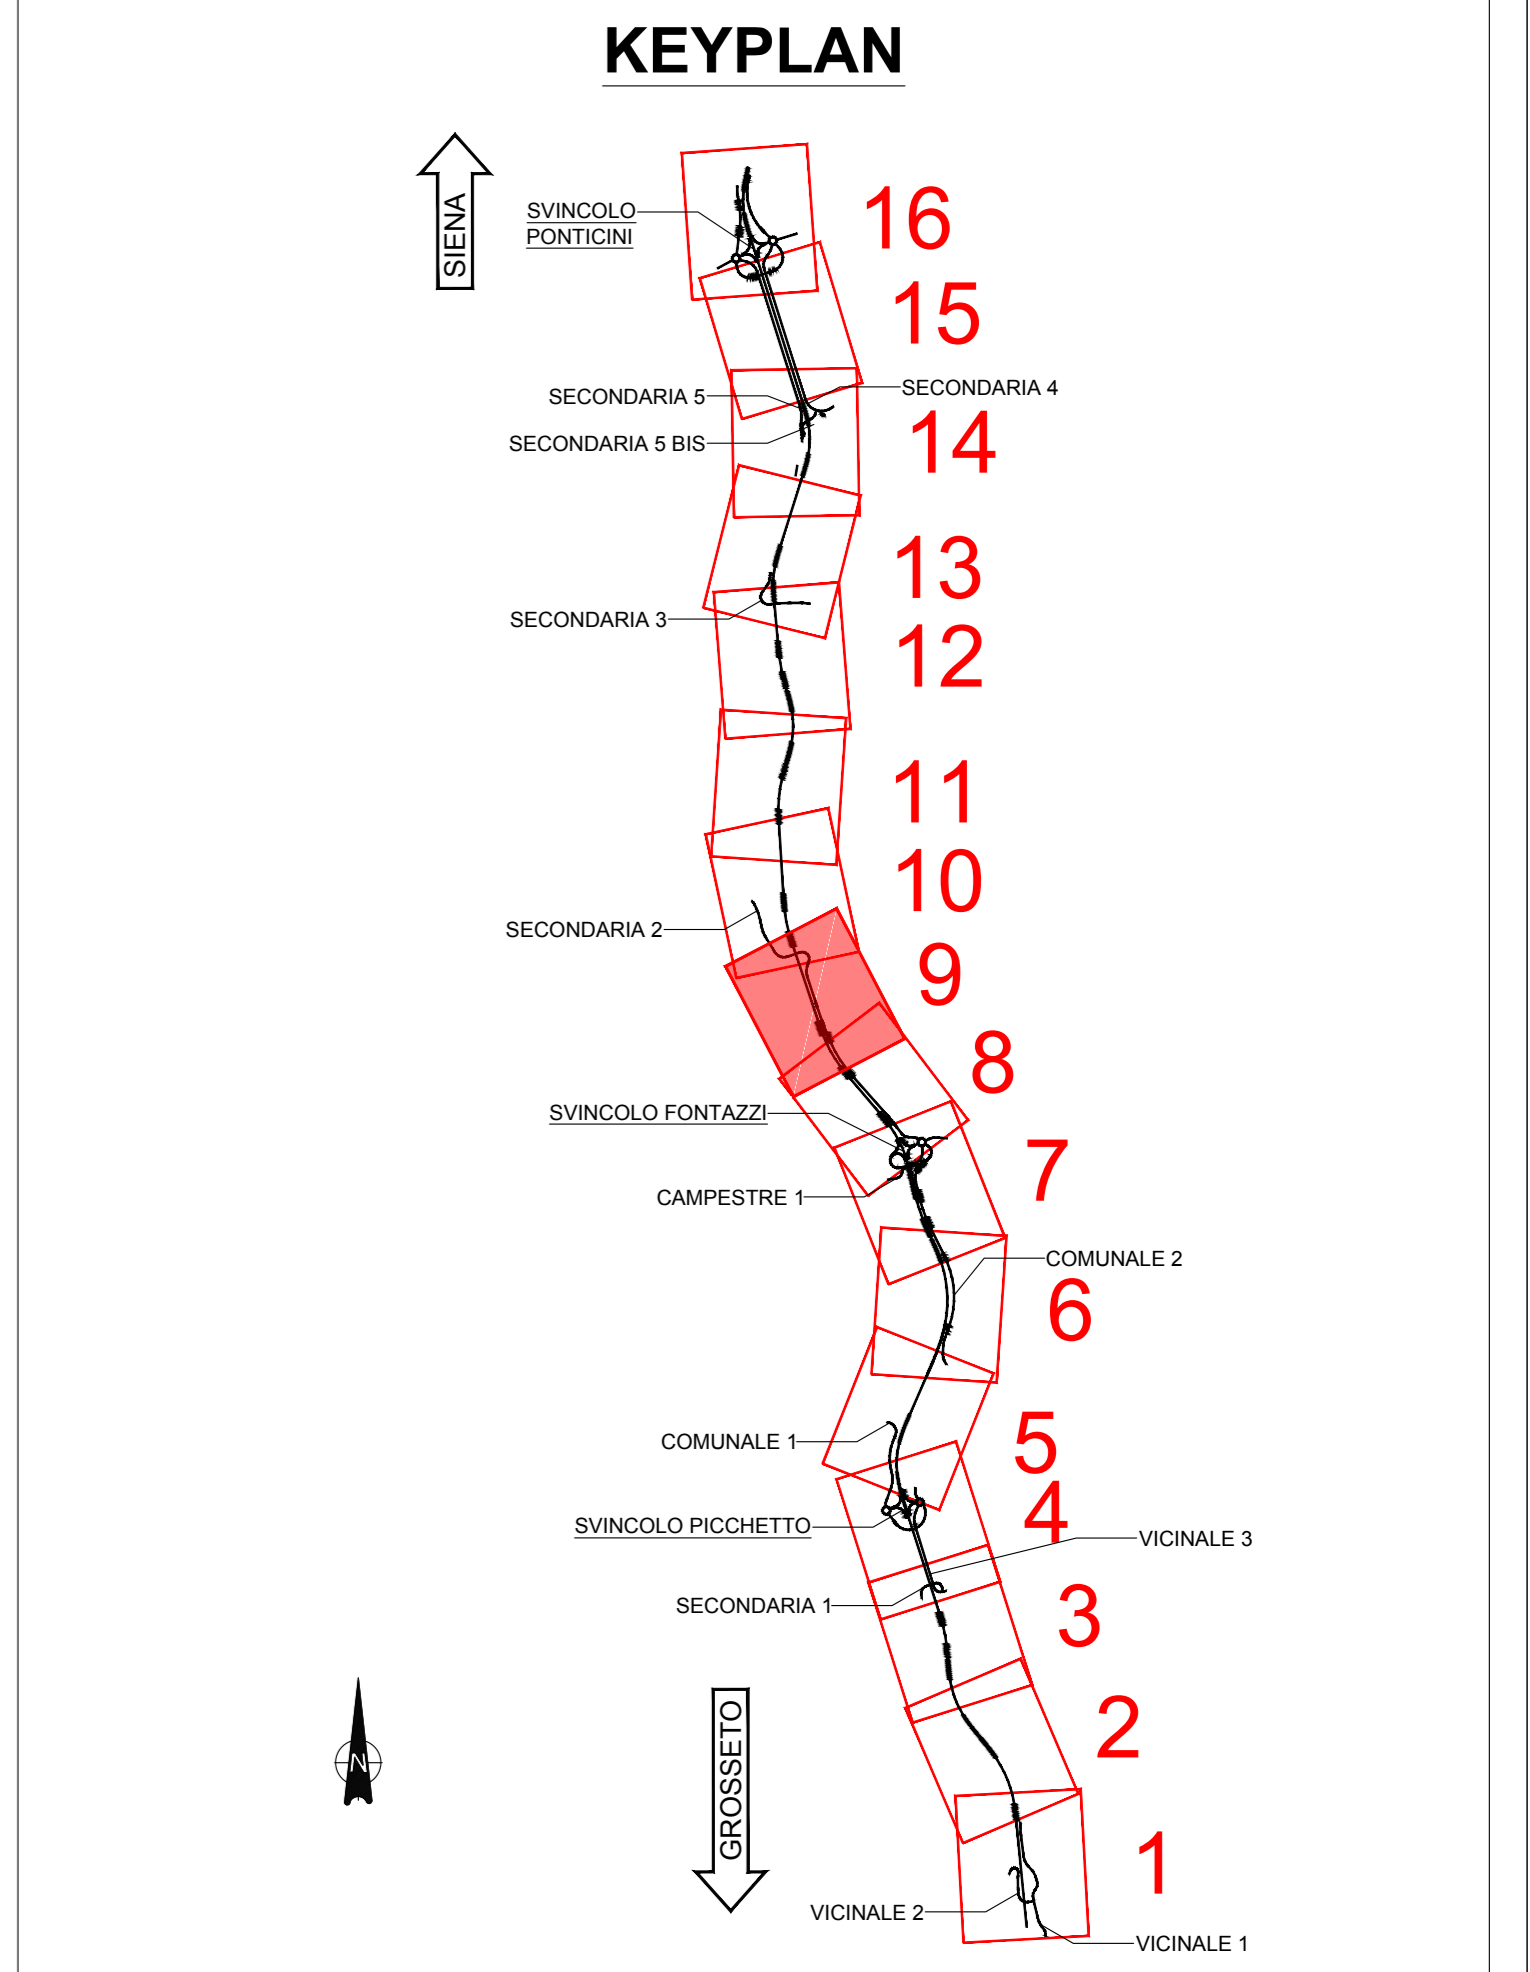 KEYPLAN
SIENA
SVINCOLO
PONTICINI
16
15
SECONDARIA 5
SECONDARIA 4
SECONDARIA 5 BIS
14
13
SECONDARIA 3
12
11
10
SECONDARIA 2
9
8
SVINCOLO FONTAZZI
7
CAMPESTRE 1
COMUNALE 2
6
COMUNALE 1
5
4
SVINCOLO PICCHETTO
VICINALE 3
SECONDARIA 1
3
2
GROSSETO
N
1
VICINALE 2
VICINALE 1